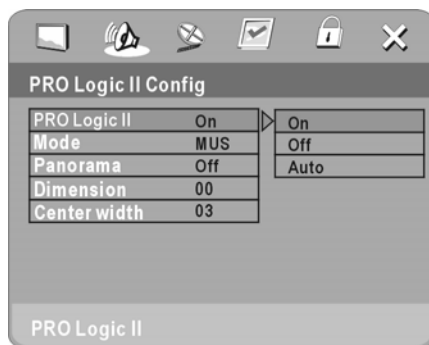 PRO Logic II Config
PRO Logic II On On
Mode MUS Off
Panorama Off Auto
Dimension 00
Center width 03
PRO Logic II